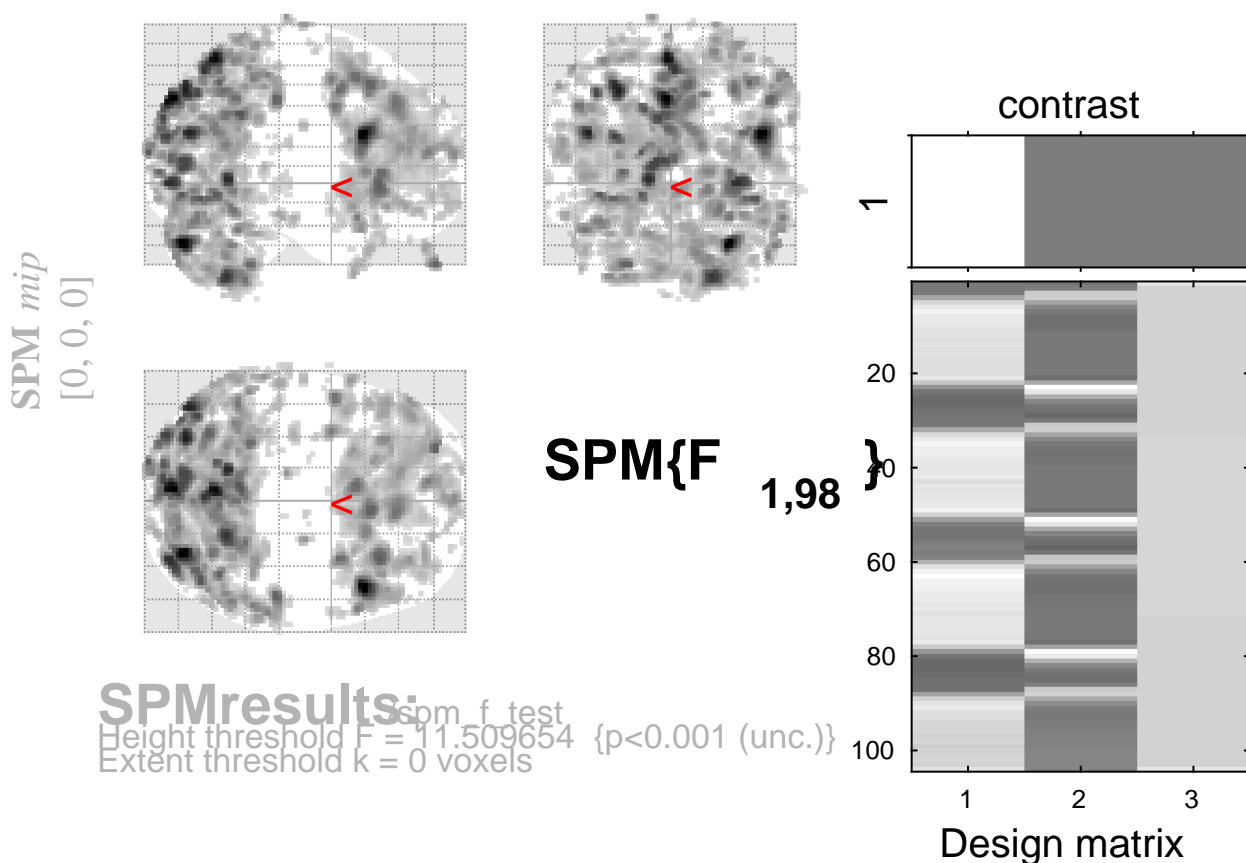 SPM mip
[0, 0, 0]
<
<
<
SPM{F 1,98 }
SPMresults: ./spm_f_test
Height threshold F = 11.509654 {p<0.001 (unc.)}
Extent threshold k = 0 voxels
contrast
1
20
40
60
80
100
1 2 3
Design matrix